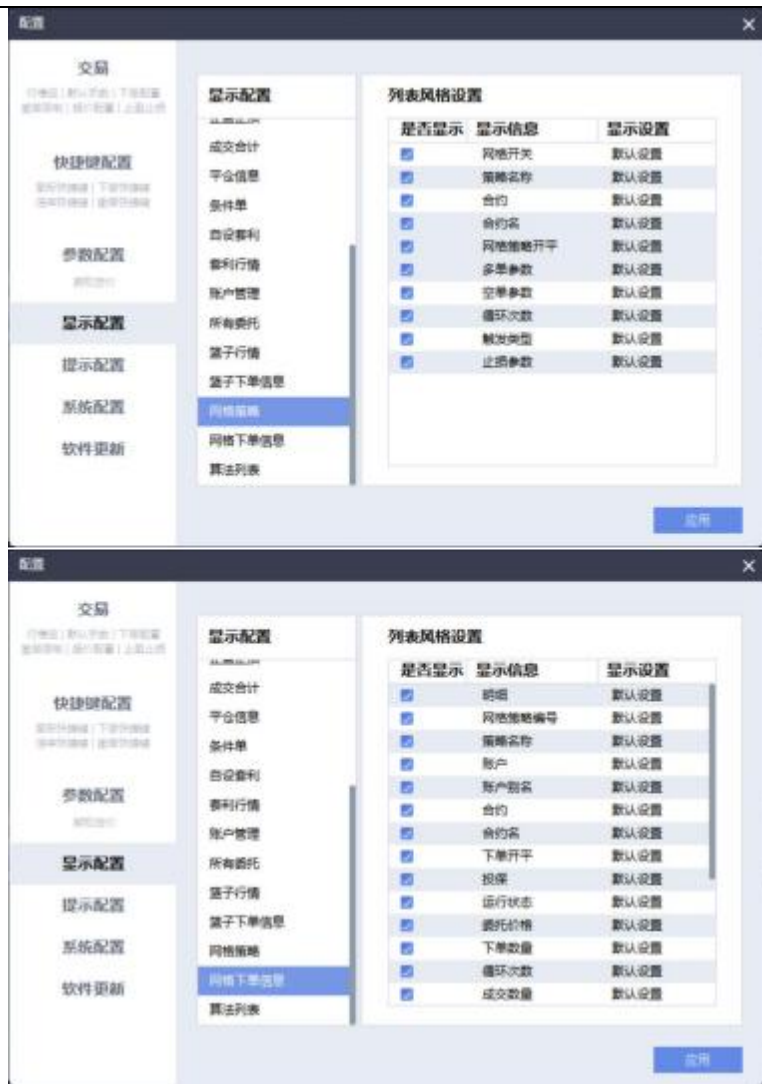 配置
交易
快捷键配置
参数配置
显示配置
提示配置
系统配置
软件更新
显示配置
成交合计
平仓信息
条件单
自设套利
套利行情
账户管理
所有委托
篮子行情
篮子下单信息
网格策略
网格下单信息
算法列表
列表风格设置
是否显示 显示信息 显示设置
网格开关 默认设置
策略名称 默认设置
合约 默认设置
合约名 默认设置
网格策略开平 默认设置
多单参数 默认设置
空单参数 默认设置
循环次数 默认设置
触发类型 默认设置
止损参数 默认设置
应用
配置
交易
快捷键配置
参数配置
显示配置
提示配置
系统配置
软件更新
显示配置
成交合计
平仓信息
条件单
自设套利
套利行情
账户管理
所有委托
篮子行情
篮子下单信息
网格策略
网格下单信息
算法列表
列表风格设置
是否显示 显示信息 显示设置
明细 默认设置
网格策略编号 默认设置
策略名称 默认设置
账户 默认设置
账户别名 默认设置
合约 默认设置
合约名 默认设置
下单开平 默认设置
投保 默认设置
运行状态 默认设置
委托价格 默认设置
下单数量 默认设置
循环次数 默认设置
成交数量 默认设置
应用